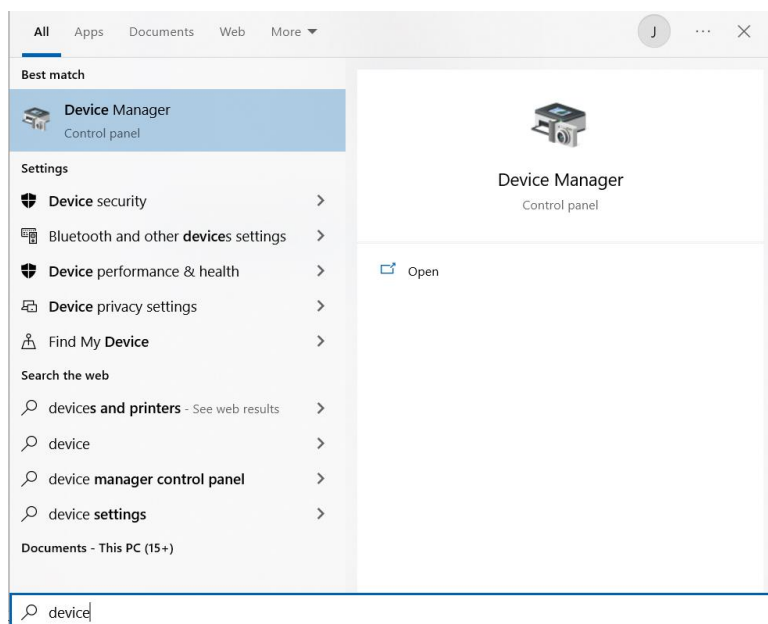 All Apps Documents Web More J ...
Best match
Device Manager
Control panel
Settings
Device security
Bluetooth and other devices settings
Device performance & health
Device privacy settings
Find My Device
Search the web
devices and printers - See web results
device
device manager control panel
device settings
Documents - This PC (15+)
device
Device Manager
Control panel
Open